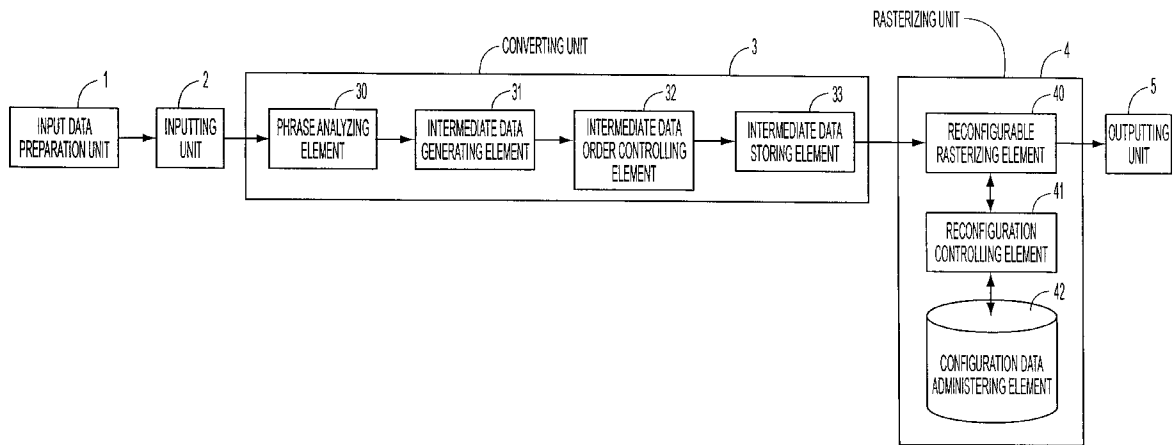 RASTERIZING UNIT
CONVERTING UNIT
3
4
1
2
30
31
32
33
40
5
INPUT DATA
PREPARATION UNIT
INPUTTING
UNIT
PHRASE ANALYZING
ELEMENT
INTERMEDIATE DATA
GENERATING ELEMENT
INTERMEDIATE DATA
ORDER CONTROLLING
ELEMENT
INTERMEDIATE DATA
STORING ELEMENT
RECONFIGURABLE
RASTERIZING ELEMENT
OUTPUTTING
UNIT
41
RECONFIGURATION
CONTROLLING ELEMENT
42
CONFIGURATION DATA
ADMINISTERING ELEMENT